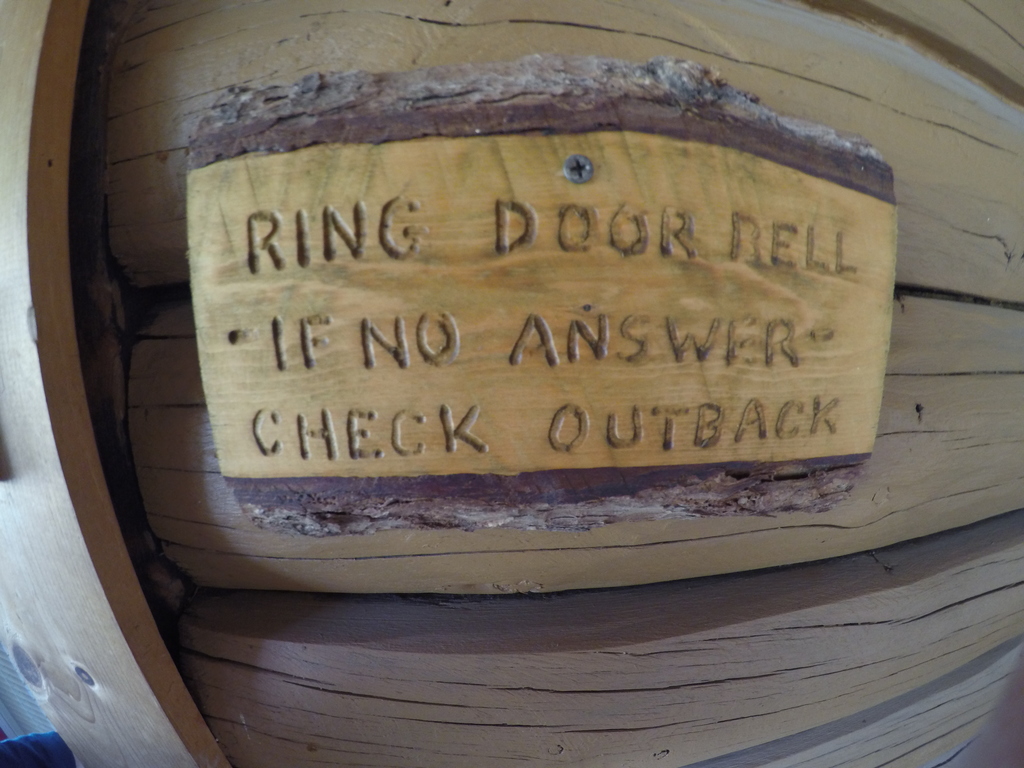 RING DOOR BELL
-IF NO ANSWER-
CHECK OUTBACK